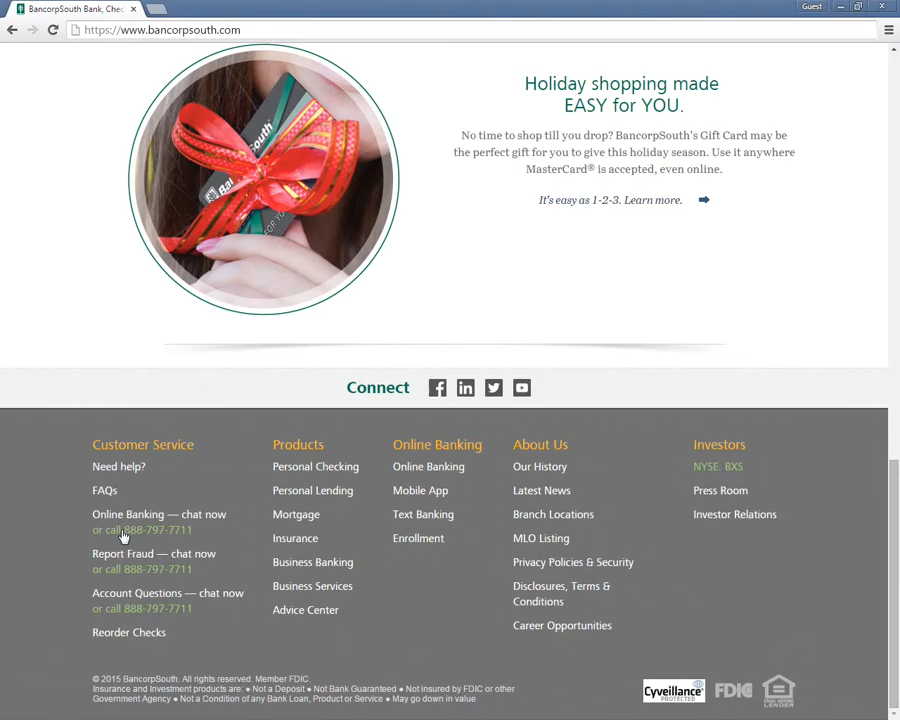 BancorpSouth Bank, Chec
Guest
https://www.bancorpsouth.com
Holiday shopping made
EASY for YOU.
No time to shop till you drop? BancorpSouth's Gift Card may be
the perfect gift for you to give this holiday season. Use it anywhere
MasterCard® is accepted, even online.
It's easy as 1-2-3. Learn more.
Connect
Customer Service
Need help?
FAQs
Online Banking — chat now
or call 888-797-7711
Report Fraud — chat now
or call 888-797-7711
Account Questions — chat now
or call 888-797-7711
Reorder Checks
Products
Personal Checking
Personal Lending
Mortgage
Insurance
Business Banking
Business Services
Advice Center
Online Banking
Online Banking
Mobile App
Text Banking
Enrollment
About Us
Our History
Latest News
Branch Locations
MLO Listing
Privacy Policies & Security
Disclosures, Terms &
Conditions
Career Opportunities
Investors
NYSE: BXS
Press Room
Investor Relations
© 2015 BancorpSouth. All rights reserved. Member FDIC.
Insurance and Investment products are: ● Not a Deposit ● Not Bank Guaranteed ● Not insured by FDIC or other
Government Agency ● Not a Condition of any Bank Loan, Product or Service ● May go down in value
Cyveillance
PROTECTED
FDIC